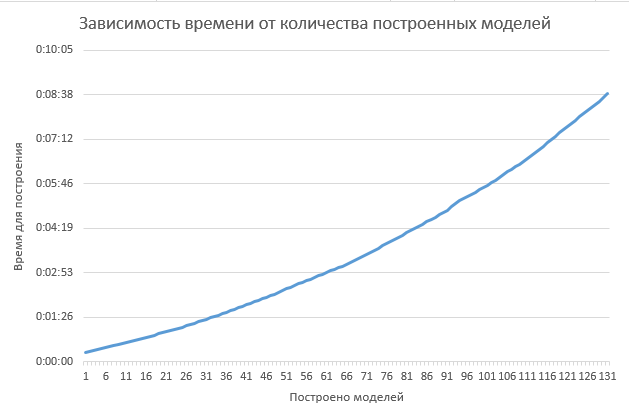 Зависимость времени от количества построенных моделей
0:10:05
0:08:38
0:07:12
0:05:46
0:04:19
0:02:53
0:01:26
0:00:00
Время для построения
1 6 11 16 21 26 31 36 41 46 51 56 61 66 71 76 81 86 91 96 101 106 111 116 121 126 131
Построено моделей